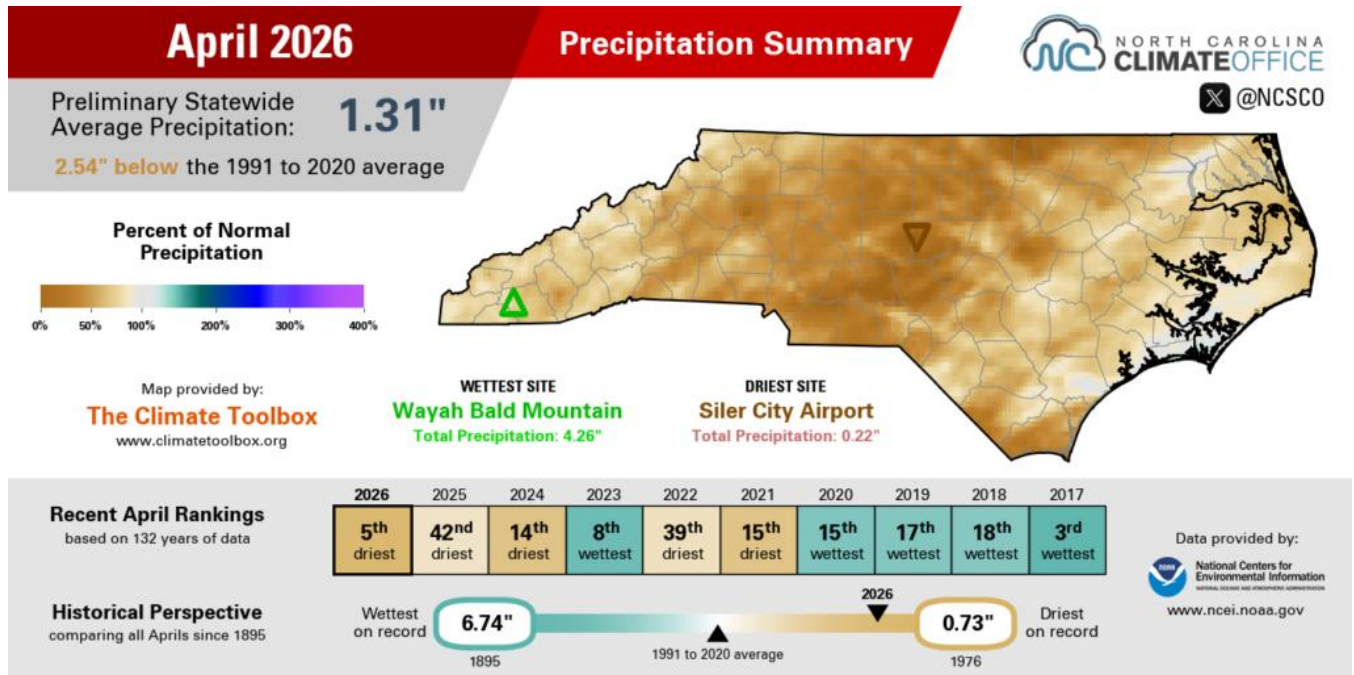 April 2026
Precipitation Summary
NORTH CAROLINA
CLIMATEOFFICE
NC
@NCSCO
Preliminary Statewide
Average Precipitation:
1.31"
2.54" below the 1991 to 2020 average
Percent of Normal
Precipitation
0% 50% 100% 200% 300% 400%
Map provided by:
The Climate Toolbox
www.climatetoolbox.org
WETTEST SITE
Wayah Bald Mountain
Total Precipitation: 4.26"
DRIEST SITE
Siler City Airport
Total Precipitation: 0.22"
Recent April Rankings
based on 132 years of data
2026 2025 2024 2023 2022 2021 2020 2019 2018 2017
5th 42nd 14th 8th 39th 15th 15th 17th 18th 3rd
driest driest driest wettest driest driest wettest wettest wettest wettest
Historical Perspective
comparing all Aprils since 1895
Wettest
on record
6.74"
1895
1991 to 2020 average
2026
0.73"
1976
Driest
on record
Data provided by:
NOAA
National Centers for
Environmental Information
NATIONAL OCEANIC AND ATMOSPHERIC ADMINISTRATION
www.ncei.noaa.gov